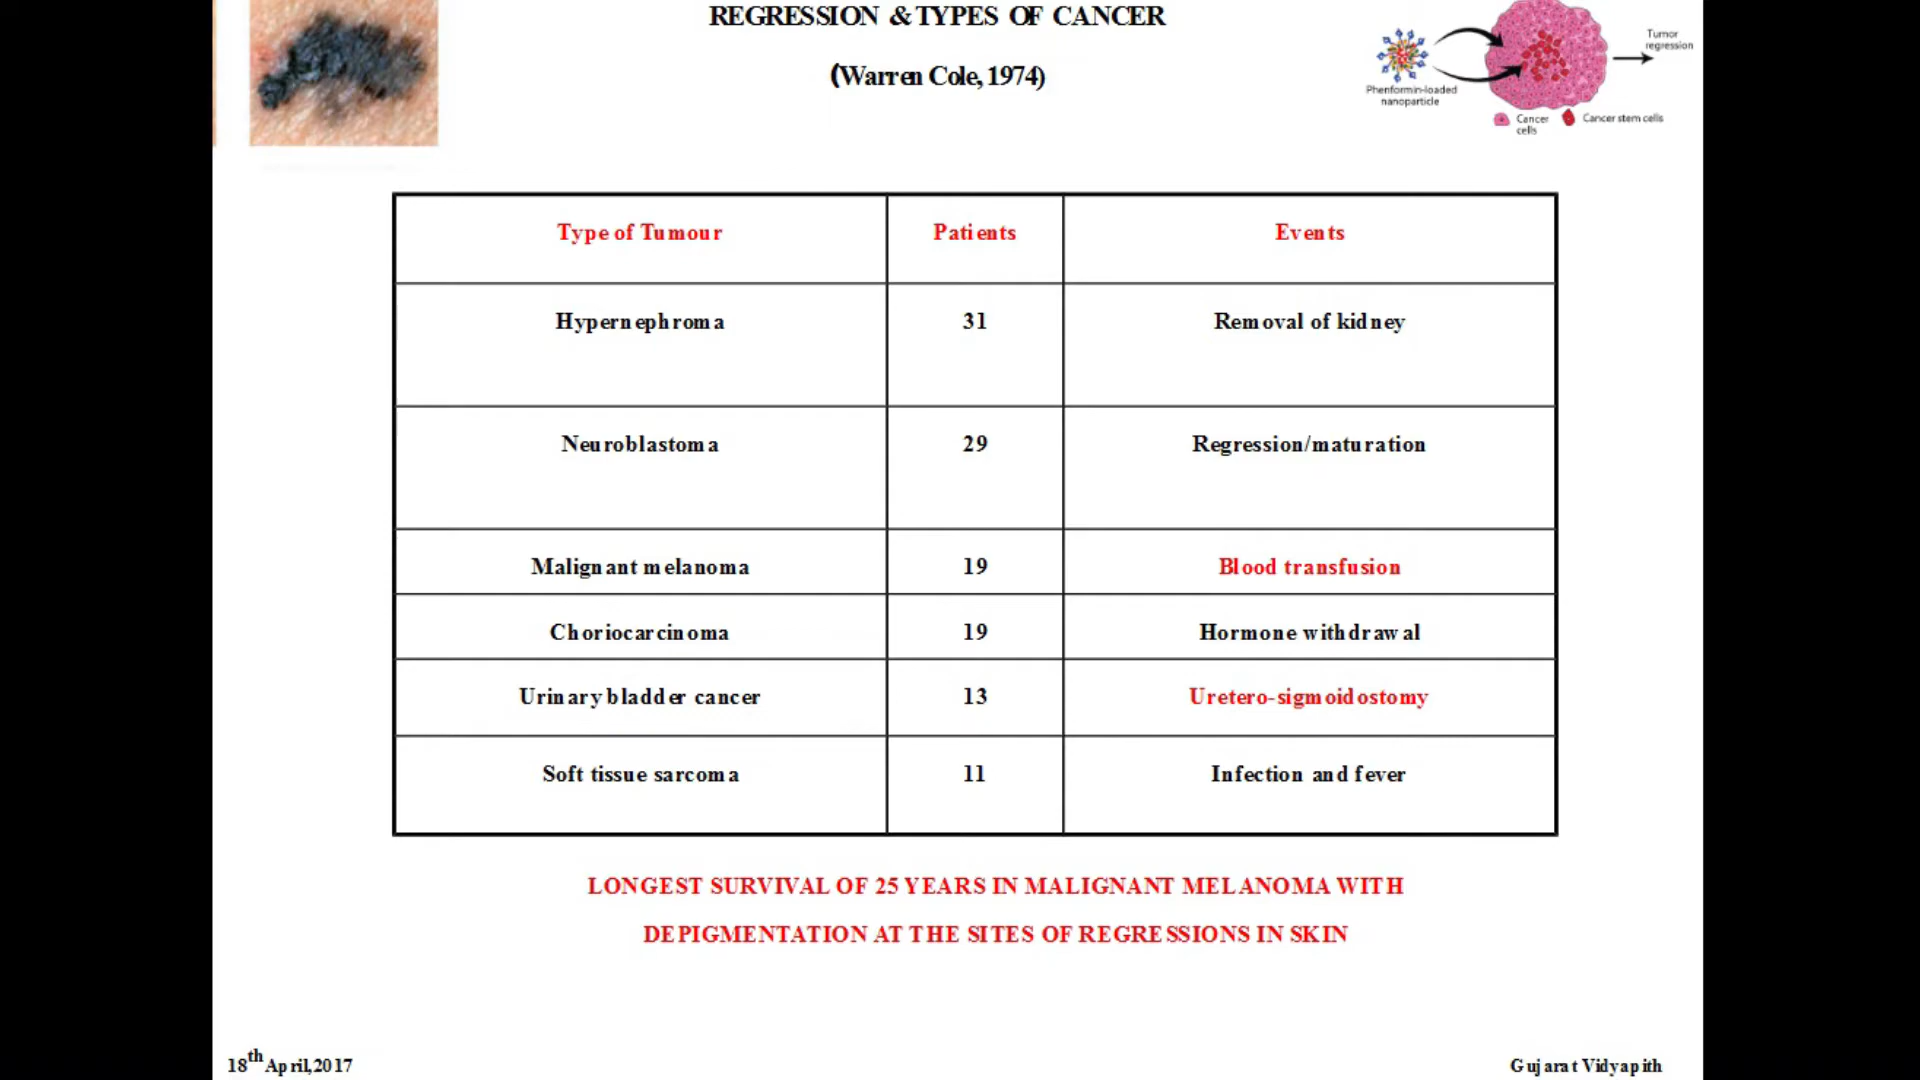 REGRESSION & TYPES OF CANCER
(Warren Cole, 1974)
Phenformin-loaded
nanoparticle
Tumor
regression
Cancer
cells
Cancer stem cells
Type of Tumour Patients Events
Hypernephroma 31 Removal of kidney
Neuroblastoma 29 Regression/maturation
Malignant melanoma 19 Blood transfusion
Choriocarcinoma 19 Hormone withdrawal
Urinary bladder cancer 13 Uretero-sigmoidostomy
Soft tissue sarcoma 11 Infection and fever
LONGEST SURVIVAL OF 25 YEARS IN MALIGNANT MELANOMA WITH
DEPIGMENTATION AT THE SITES OF REGRESSIONS IN SKIN
18th April,2017
Gujarat Vidyapith